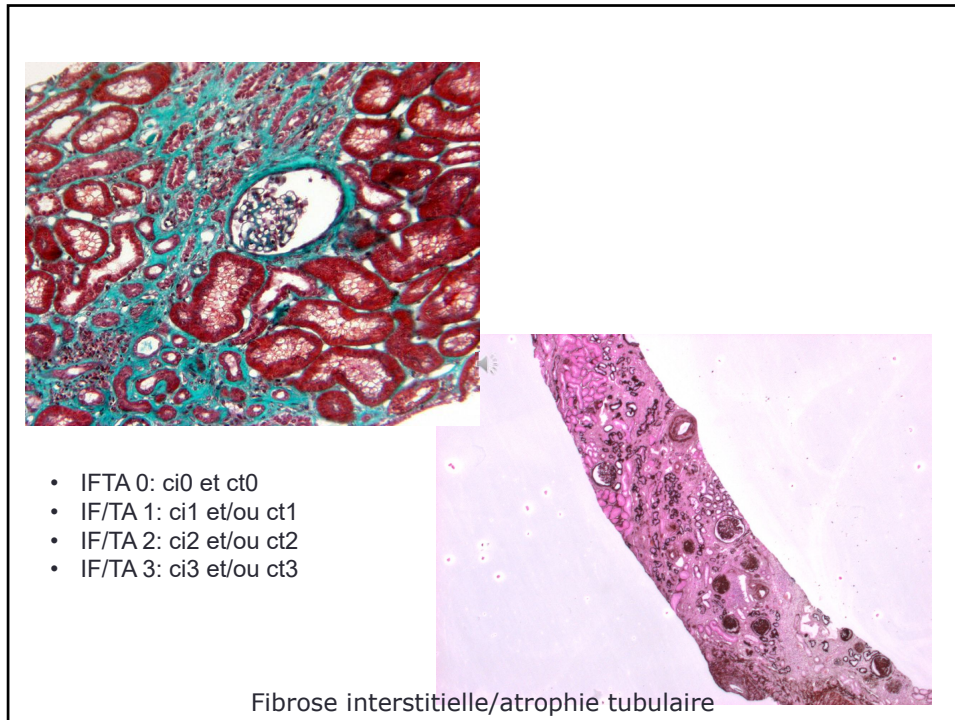 • IFTA 0: ci0 et ct0
• IF/TA 1: ci1 et/ou ct1
• IF/TA 2: ci2 et/ou ct2
• IF/TA 3: ci3 et/ou ct3
Fibrose interstitielle/atrophie tubulaire